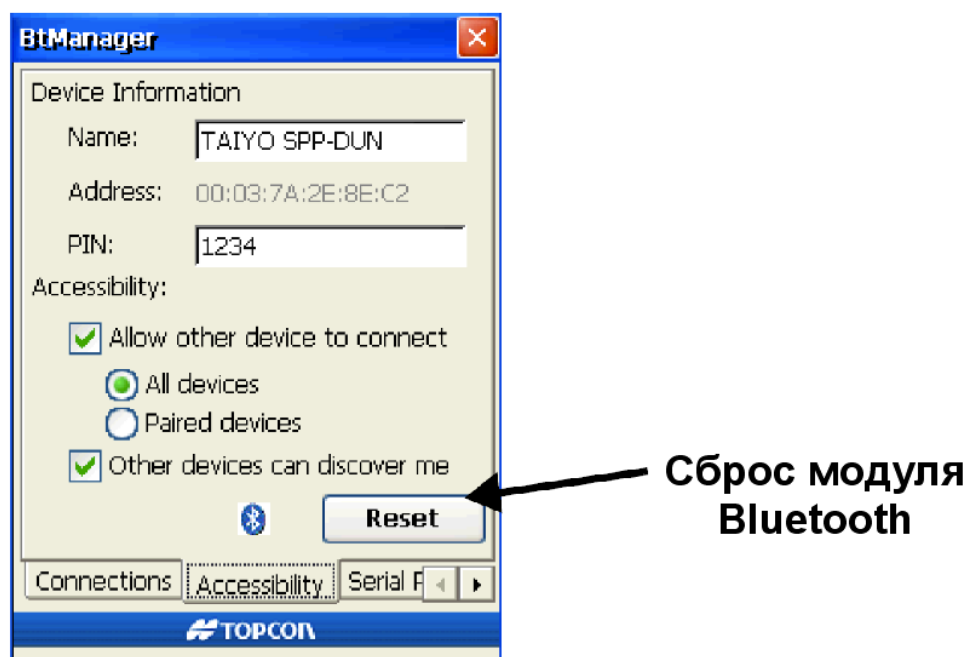 BtManager
Device Information
Name: TAIYO SPP-DUN
Address: 00:03:7A:2E:8E:C2
PIN: 1234
Accessibility:
Allow other device to connect
All devices
Paired devices
Other devices can discover me
Reset
Сброс модуля
Bluetooth
Connections Accessibility Serial
TOPCON